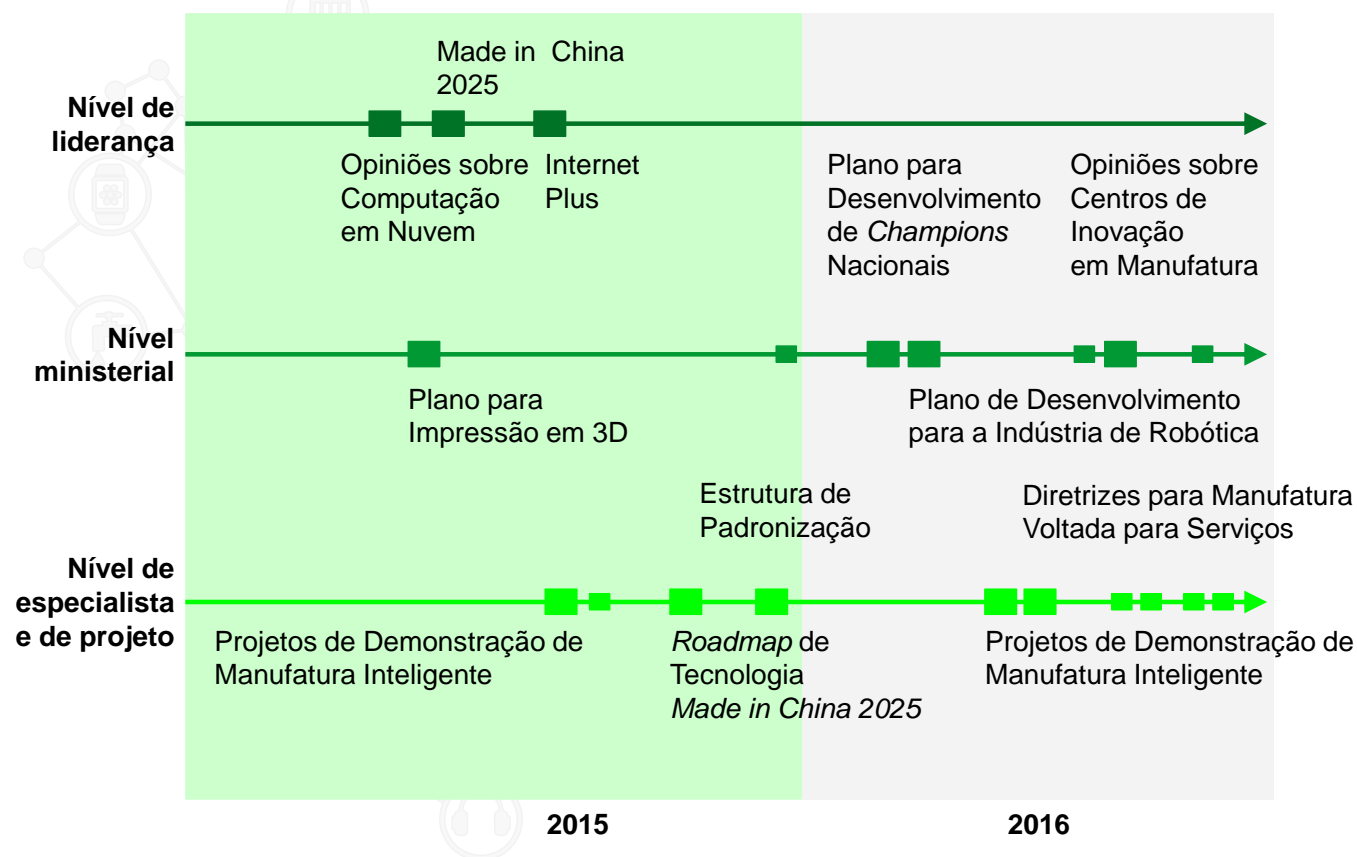 Made in China
2025
Nível de
liderança
Opiniões sobre
Computação
em Nuvem
Internet
Plus
Plano para
Desenvolvimento
de Champions
Nacionais
Opiniões sobre
Centros de
Inovação
em Manufatura
Nível
ministerial
Plano para
Impressão em 3D
Plano de Desenvolvimento
para a Indústria de Robótica
Estrutura de
Padronização
Diretrizes para Manufatura
Voltada para Serviços
Nível de
especialista
e de projeto
Projetos de Demonstração de
Manufatura Inteligente
Roadmap de
Tecnologia
Made in China 2025
Projetos de Demonstração de
Manufatura Inteligente
2015
2016